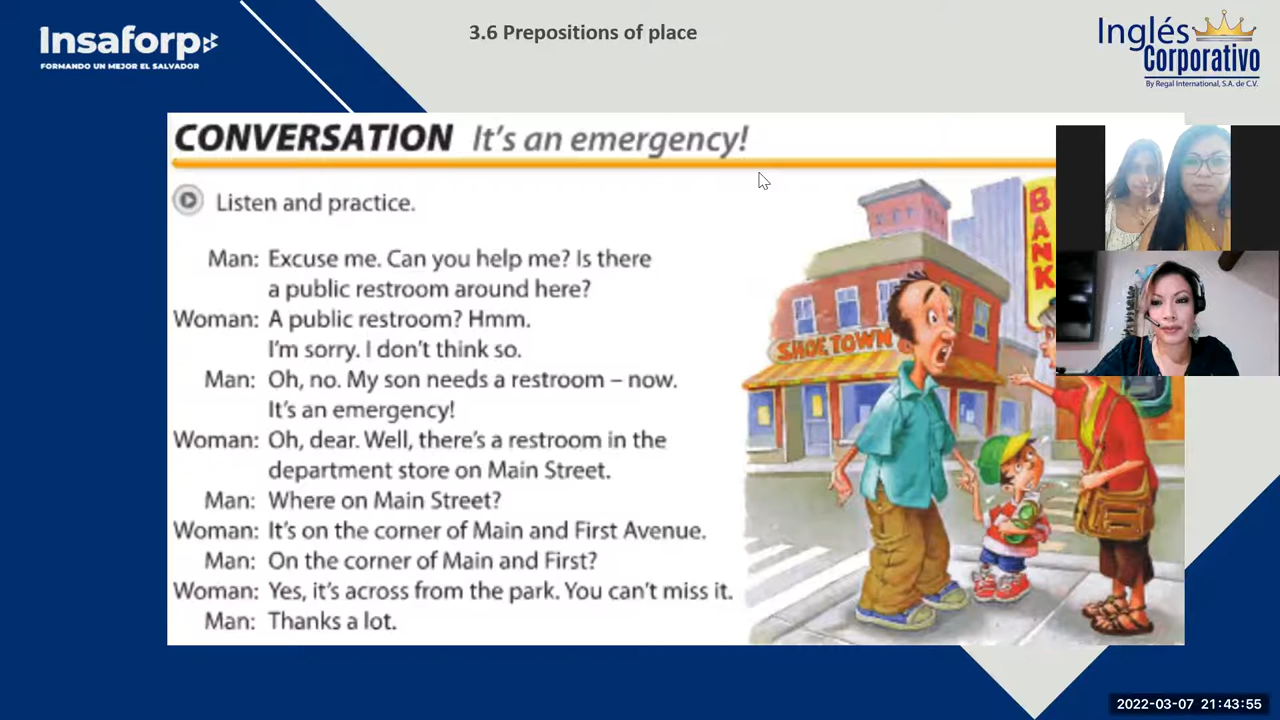 Insaforp
FORMANDO UN MEJOR EL SALVADOR
3.6 Prepositions of place
Inglés
Corporativo
By Regal International, S.A. de C.V.
CONVERSATION It's an emergency!
Listen and practice.
Man: Excuse me. Can you help me? Is there
a public restroom around here?
Woman: A public restroom? Hmm.
I'm sorry. I don't think so.
Man: Oh, no. My son needs a restroom – now.
It's an emergency!
Woman: Oh, dear. Well, there's a restroom in the
department store on Main Street.
Man: Where on Main Street?
Woman: It's on the corner of Main and First Avenue.
Man: On the corner of Main and First?
Woman: Yes, it's across from the park. You can't miss it.
Man: Thanks a lot.
SHOE TOWN
BANK
2022-03-07 21:43:55